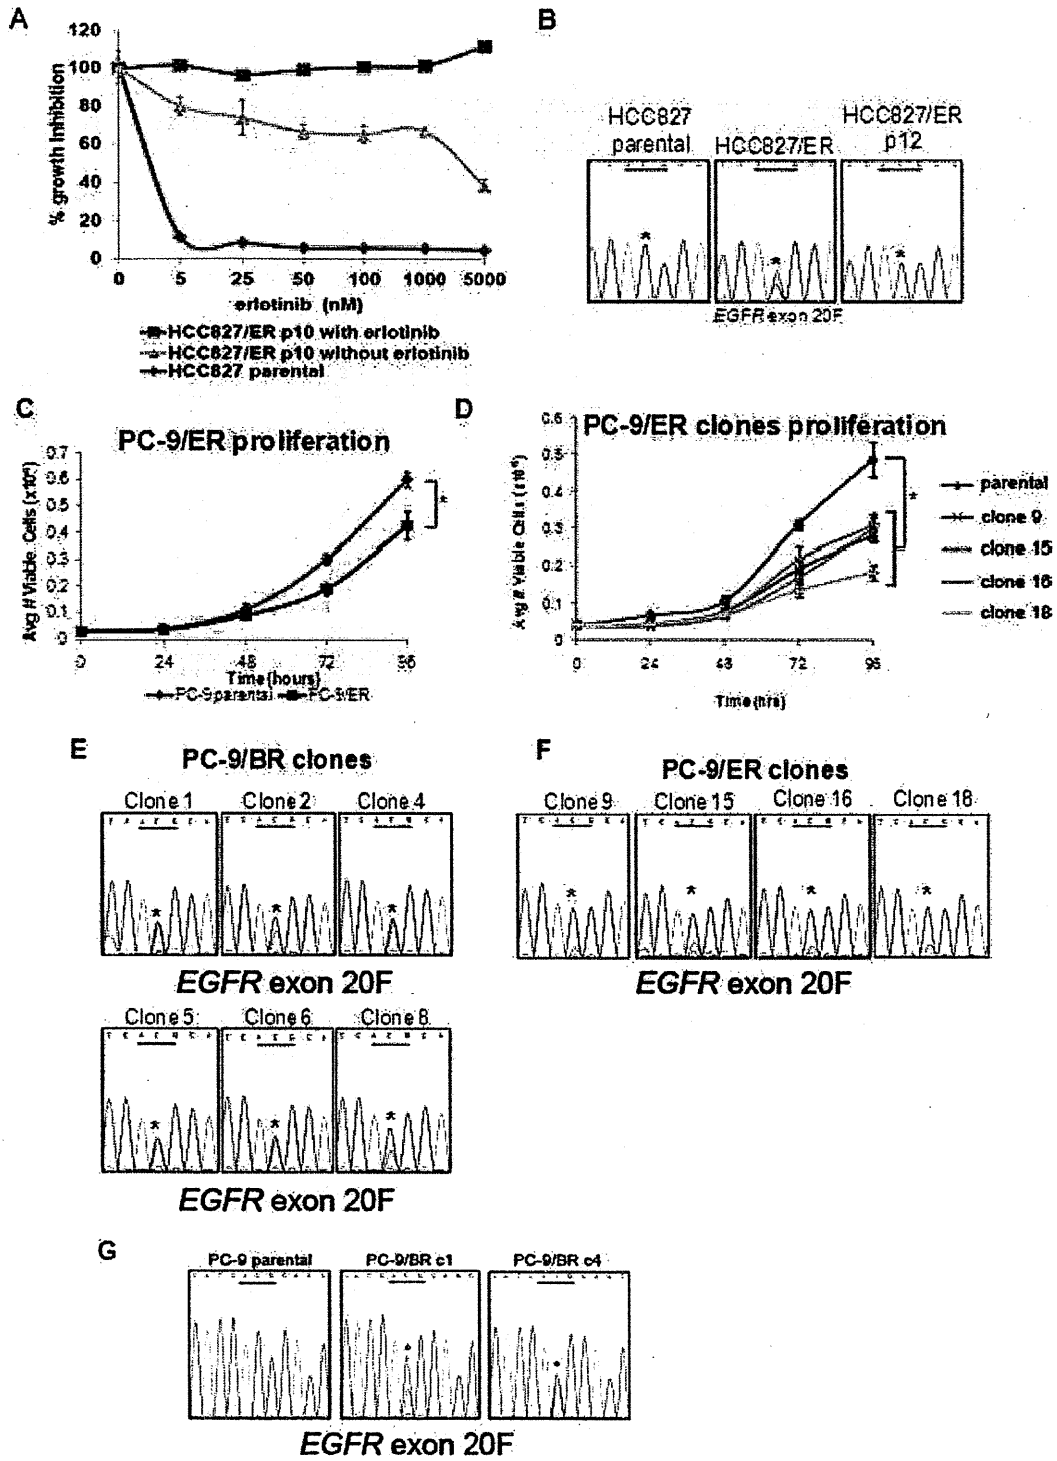 A
120
100
80
60
40
20
0
% growth inhibition
0 5 25 50 100 1000 5000
erlotinib (nM)
HCC827/ER p10 with erlotinib
HCC827/ER p10 without erlotinib
HCC827 parental
B
HCC827 parental
HCC827/ER
HCC827/ER p12
EGFR exon 20F
C
PC-9/ER proliferation
0.7
0.6
0.5
0.4
0.3
0.2
0.1
0
Avg # Viable Cells
0 24 48 72 96
Time (hours)
PC-9 parental PC-9/ER
*
D
PC-9/ER clones proliferation
0.6
0.5
0.4
0.3
0.2
0.1
0
Avg # Viable Cells
0 24 48 72 96
Time (hrs)
*
parental
clone 9
clone 15
clone 16
clone 18
E
PC-9/BR clones
Clone 1 Clone 2 Clone 4
* * *
EGFR exon 20F
Clone 5 Clone 6 Clone 8
* * *
EGFR exon 20F
F
PC-9/ER clones
Clone 9 Clone 15 Clone 16 Clone 18
* * * *
EGFR exon 20F
G
PC-9 parental PC-9/BR c1 PC-9/BR c4
EGFR exon 20F